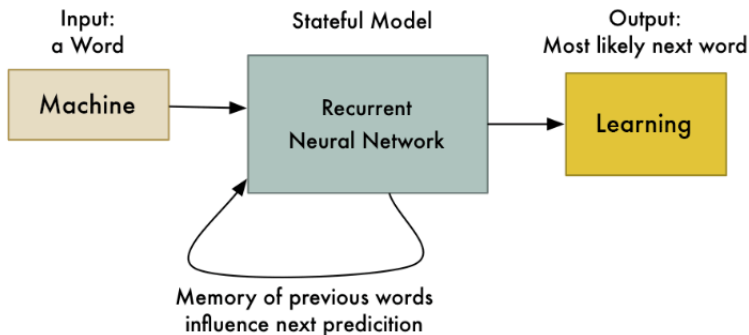 Input:
a Word
Stateful Model
Output:
Most likely next word
Machine
Recurrent
Neural Network
Learning
Memory of previous words
influence next predicition